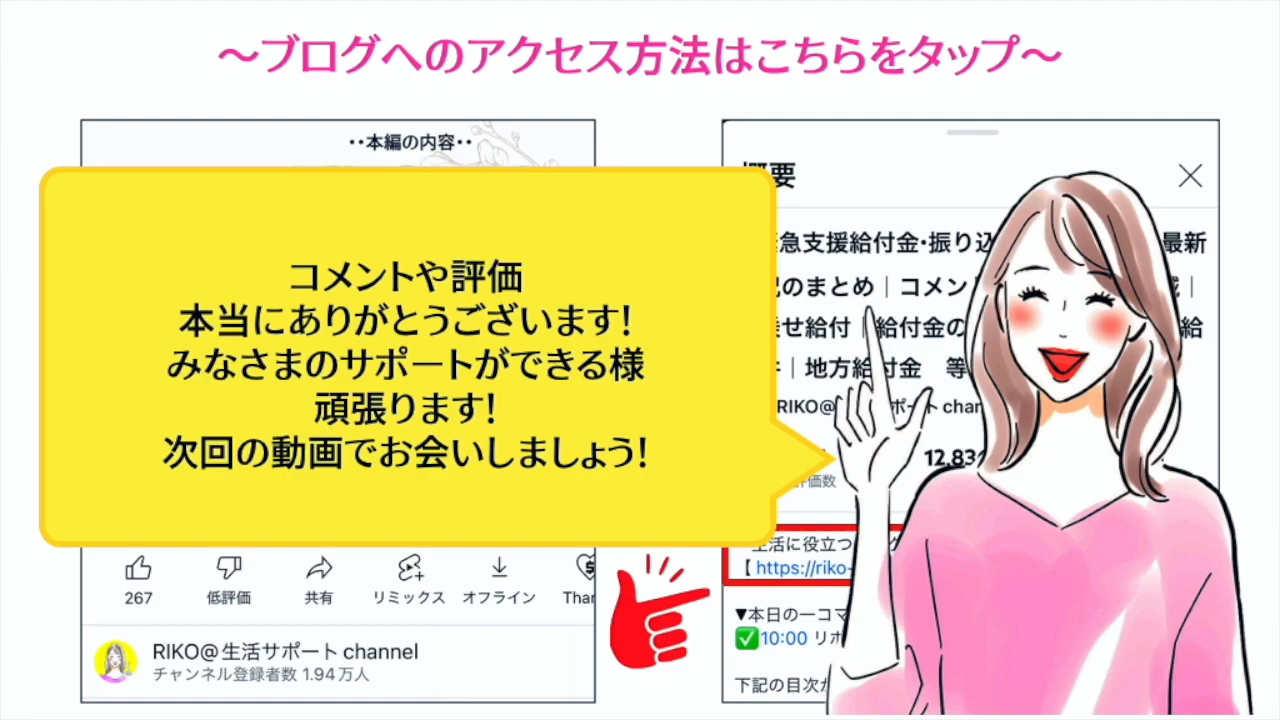 ～ブログへのアクセス方法はこちらをタップ～
･･本編の内容･･
コメントや評価
本当にありがとうございます!
みなさまのサポートができる様
頑張ります!
次回の動画でお会いしましょう!
267
低評価
共有
リミックス
オフライン
RIKO@生活サポートchannel
チャンネル登録者数 1.94万人
要
急支援給付金・振り込
最新
のまとめ｜コメン
せ給付
給付金の
給
｜地方給付金 等
RIKO@
ポート
評価数
生活に役立つ
【https://riko-
▼本日の一コマ
✅10:00 リボ
下記の目次が